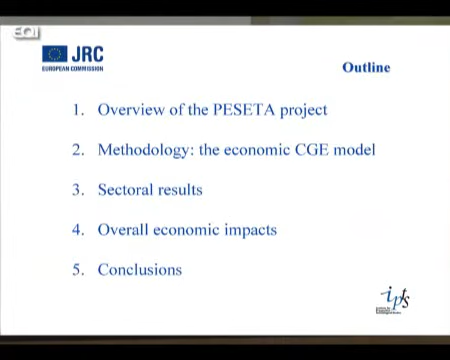 EOI
JRC
EUROPEAN COMMISSION
Outline
1. Overview of the PESETA project
2. Methodology: the economic CGE model
3. Sectoral results
4. Overall economic impacts
5. Conclusions
ipts